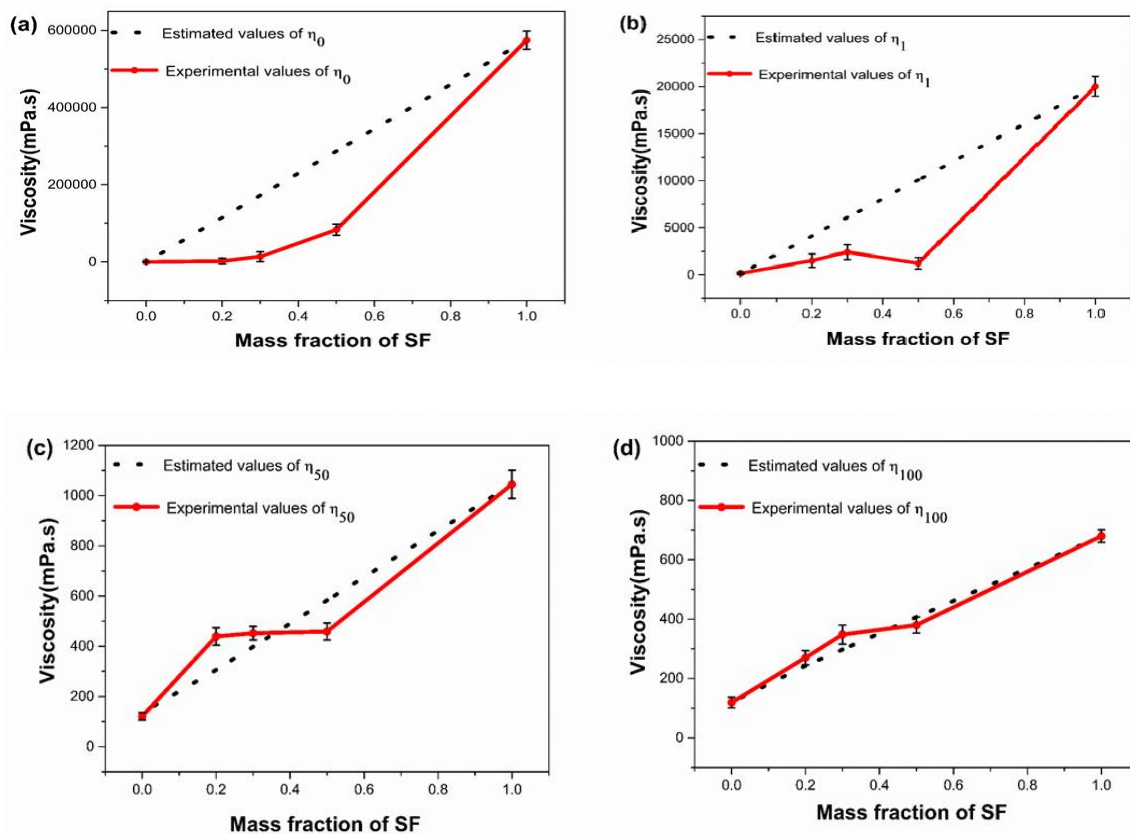 (a)
Estimated values of η0
Experimental values of η0
600000
400000
200000
0
Viscosity(mPa.s)
0.0 0.2 0.4 0.6 0.8 1.0
Mass fraction of SF
(b)
Estimated values of η1
Experimental values of η1
25000
20000
15000
10000
5000
0
Viscosity(mPa.s)
0.0 0.2 0.4 0.6 0.8 1.0
Mass fraction of SF
(c)
Estimated values of η50
Experimental values of η50
1200
1000
800
600
400
200
0
Viscosity(mPa.s)
0.0 0.2 0.4 0.6 0.8 1.0
Mass fraction of SF
(d)
Estimated values of η100
Experimental values of η100
1000
800
600
400
200
0
Viscosity(mPa.s)
0.0 0.2 0.4 0.6 0.8 1.0
Mass fraction of SF